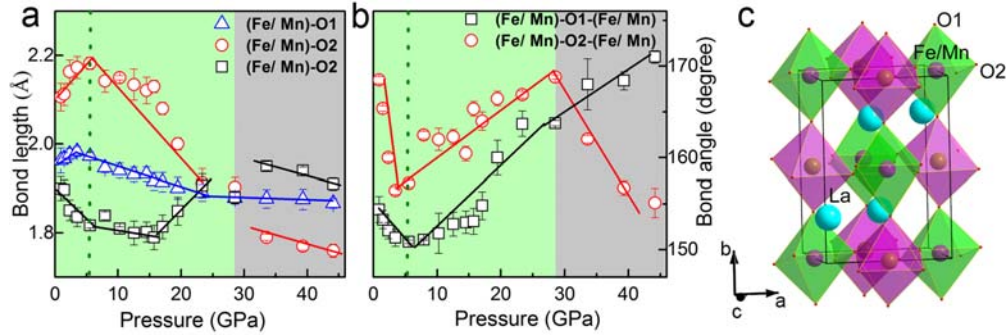 a
(Fe/ Mn)-O1
(Fe/ Mn)-O2
(Fe/ Mn)-O2
2.2
2.0
1.8
Bond length (Å)
0 10 20 30 40
Pressure (GPa)
b
(Fe/ Mn)-O1-(Fe/ Mn)
(Fe/ Mn)-O2-(Fe/ Mn)
170
160
150
Bond angle (degree)
0 10 20 30 40
Pressure (GPa)
c
O1
Fe/Mn
O2
La
b
a
c